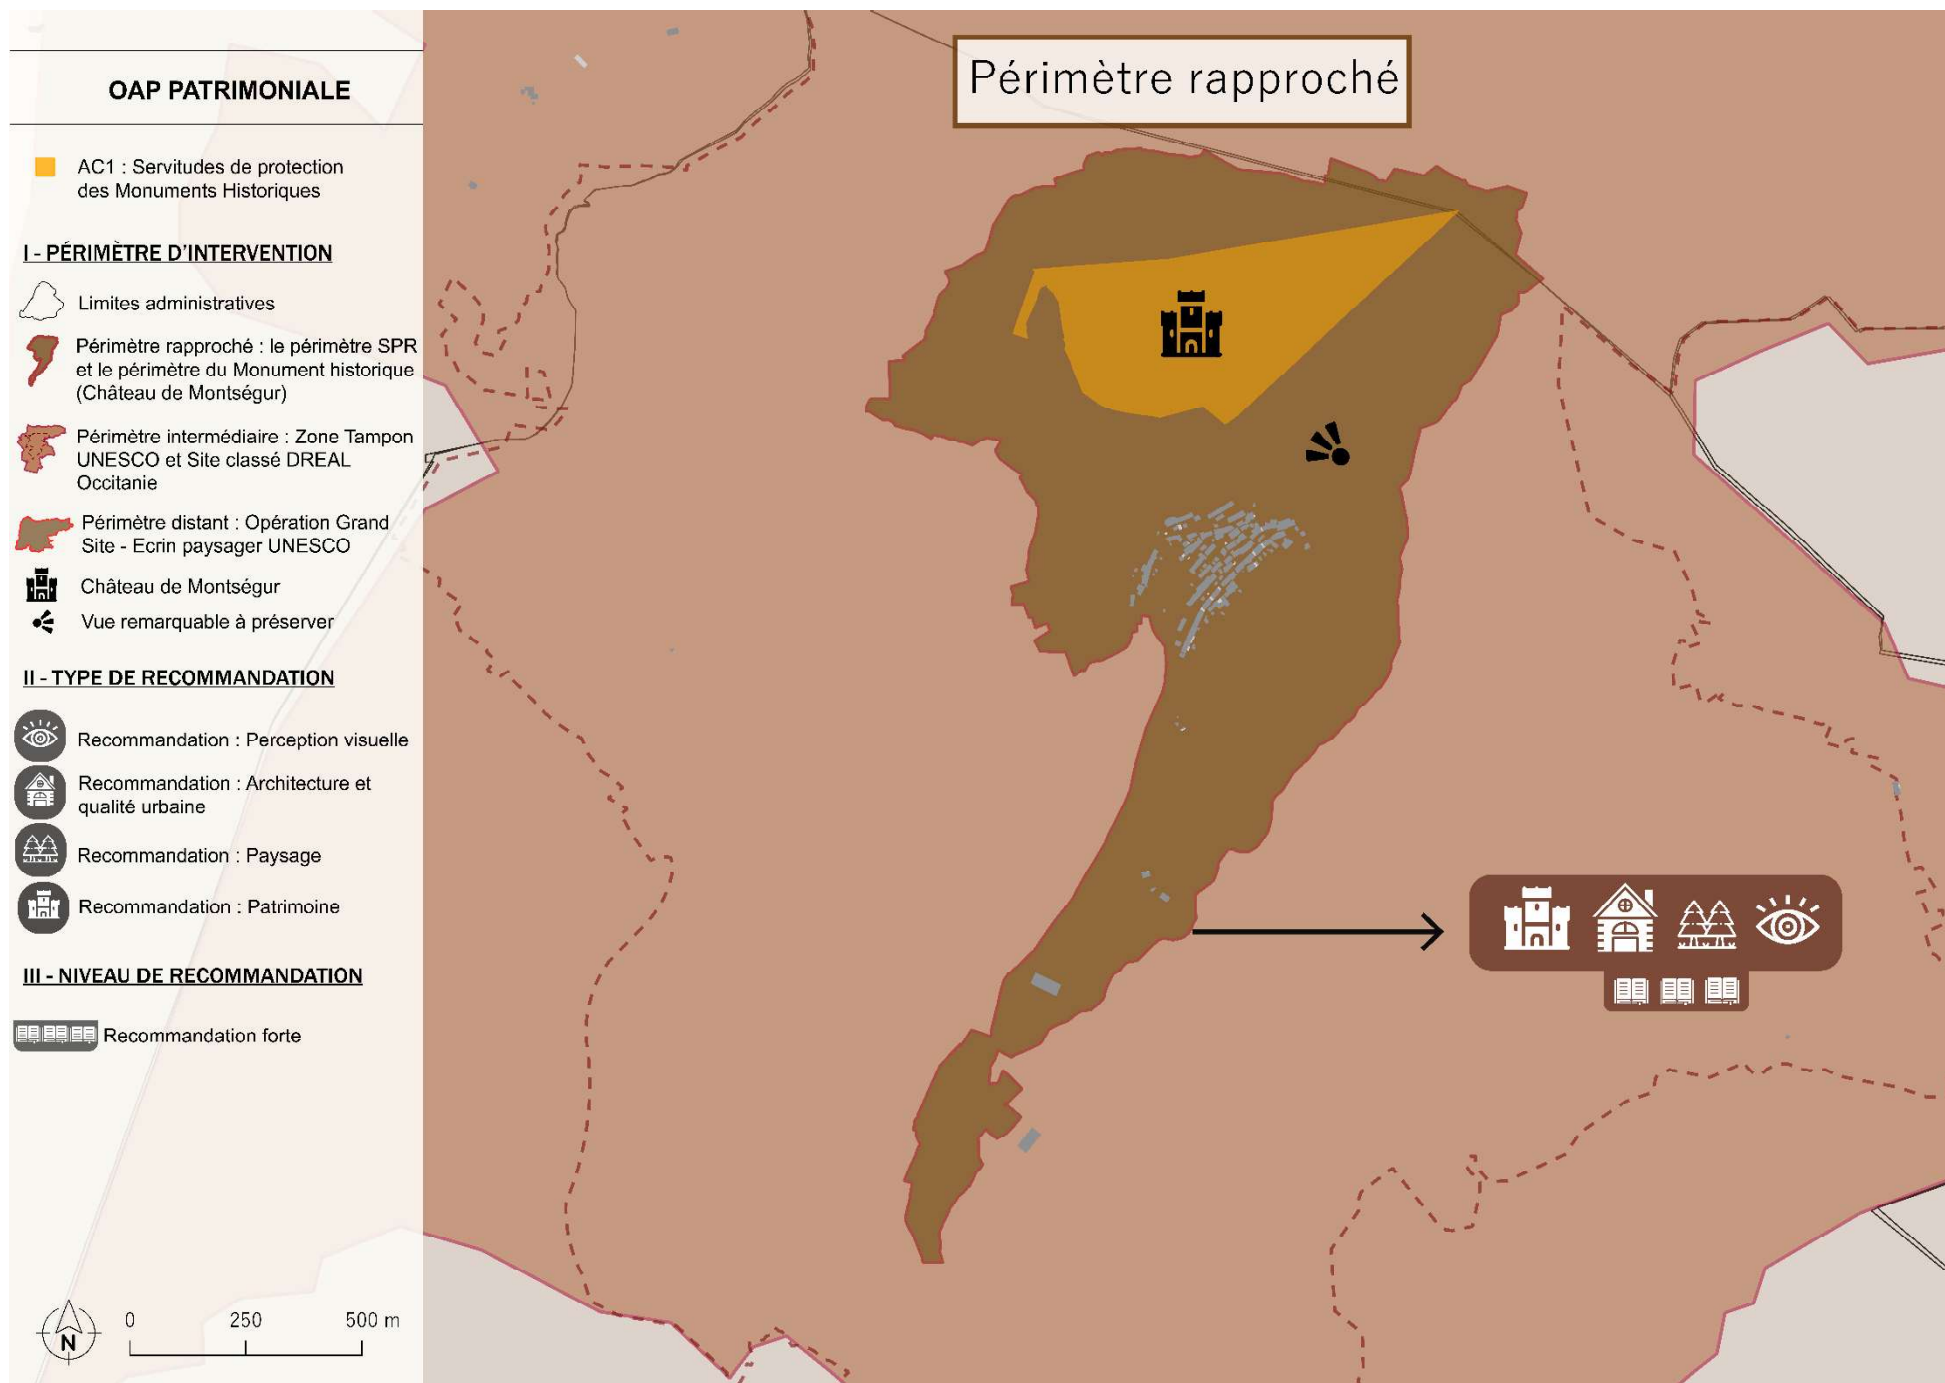 Périmètre rapproché
OAP PATRIMONIALE
AC1 : Servitudes de protection
des Monuments Historiques
I - PÉRIMÈTRE D'INTERVENTION
Limites administratives
Périmètre rapproché : le périmètre SPR
et le périmètre du Monument historique
(Château de Montségur)
Périmètre intermédiaire : Zone Tampon
UNESCO et Site classé DREAL
Occitanie
Périmètre distant : Opération Grand
Site - Ecrin paysager UNESCO
Château de Montségur
Vue remarquable à préserver
II - TYPE DE RECOMMANDATION
Recommandation : Perception visuelle
Recommandation : Architecture et
qualité urbaine
Recommandation : Paysage
Recommandation : Patrimoine
III - NIVEAU DE RECOMMANDATION
Recommandation forte
N
0 250 500 m